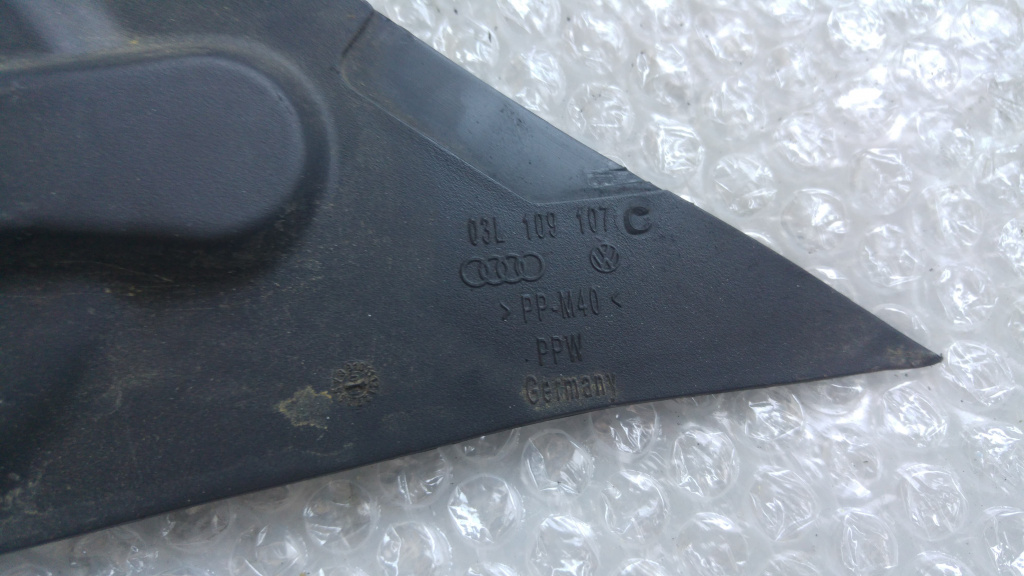 03L 109 107 C
>PP-M40<
PPW
Germany